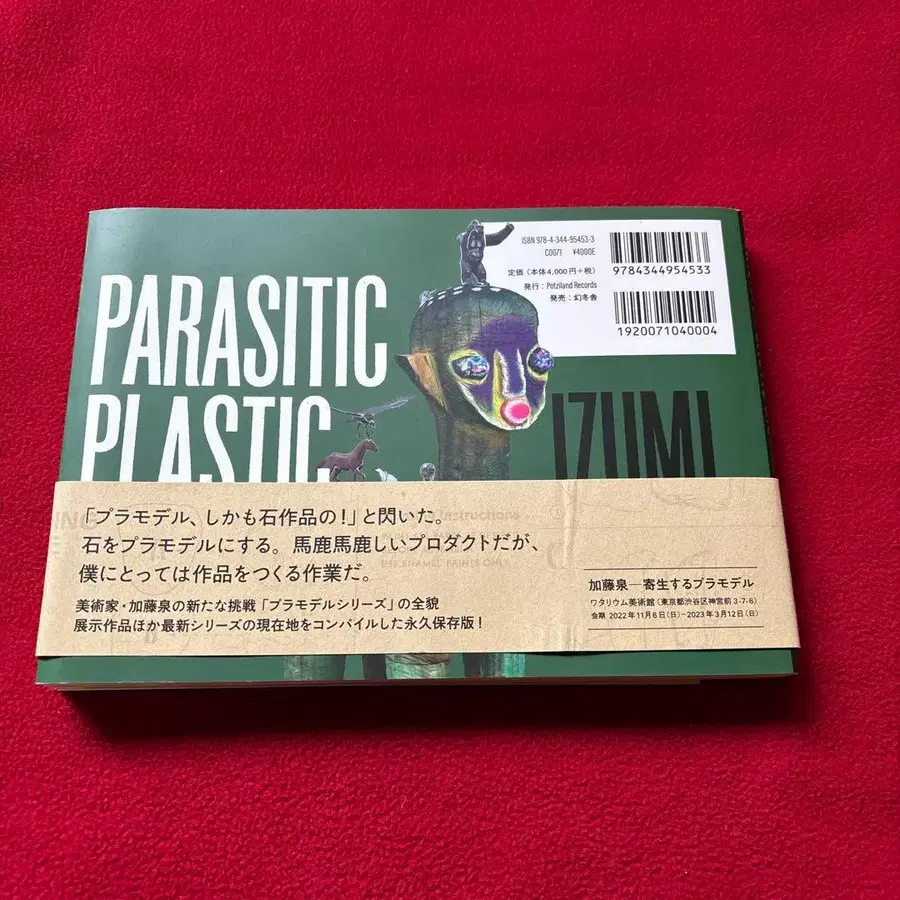 PARASITIC
PLASTIC
IZUMI
ISBN 978-4-344-95453-3
C0071 ¥4000E
定価（本体4,000円+税）
発行：Potziland Records
発売：幻冬舎
9784344954533
1920071040004
Instructions
USE ENAMEL PAINTS ONLY
「プラモデル、しかも石作品の！」と閃いた。
石をプラモデルにする。馬鹿馬鹿しいプロダクトだが、
僕にとっては作品をつくる作業だ。
美術家・加藤泉の新たな挑戦「プラモデルシリーズ」の全貌
展示作品ほか最新シリーズの現在地をコンパイルした永久保存版！
加藤泉—寄生するプラモデル
ワタリウム美術館（東京都渋谷区神宮前3-7-6）
会期 2022年11月6日（日）—2023年3月12日（日）